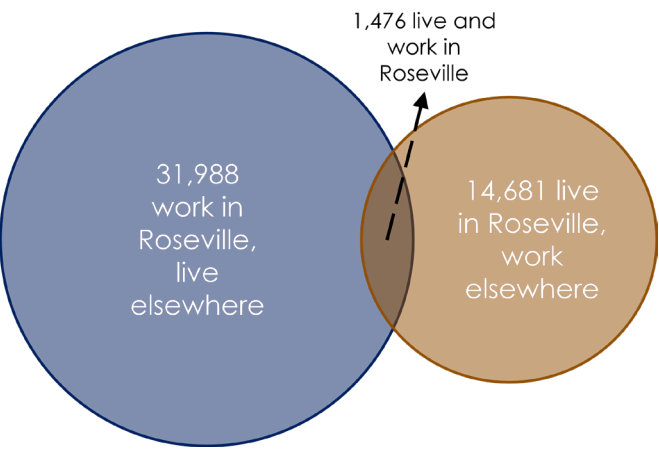 1,476 live and
work in
Roseville
31,988
work in
Roseville,
live
elsewhere
14,681 live
in Roseville,
work
elsewhere